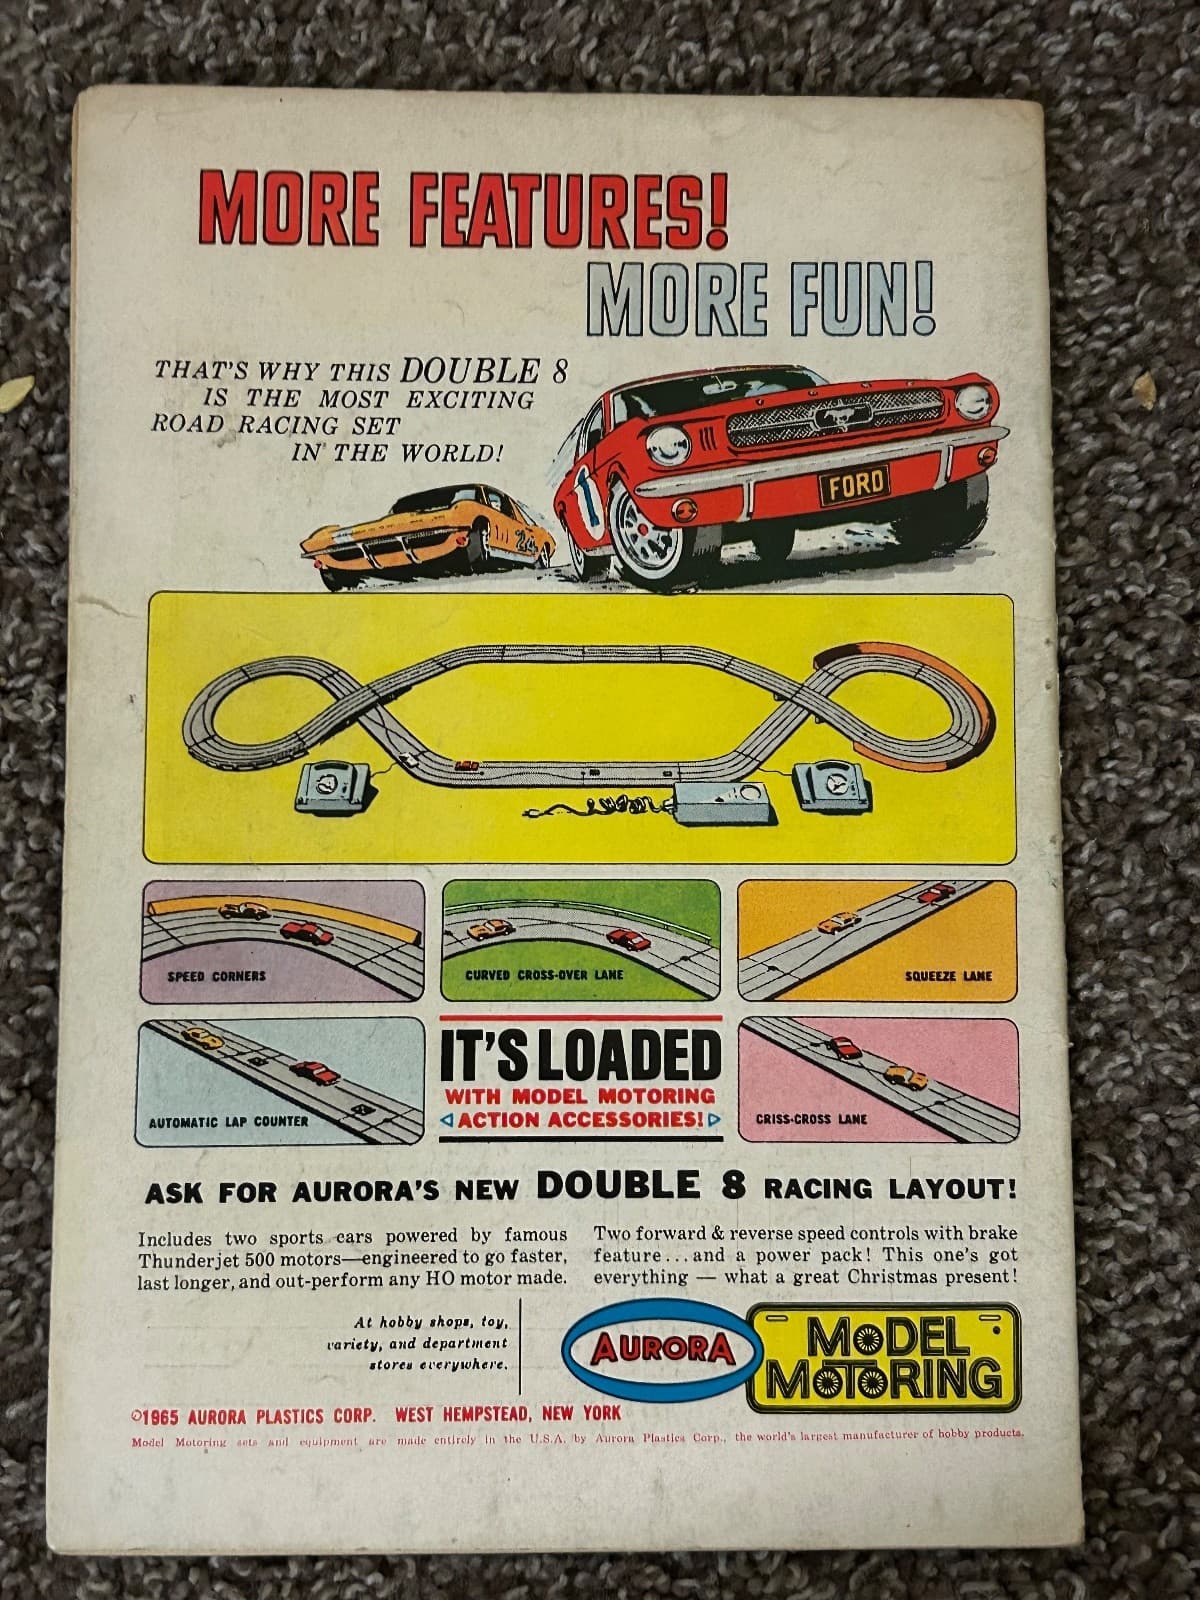 MORE FEATURES!
MORE FUN!
THAT'S WHY THIS DOUBLE 8
IS THE MOST EXCITING
ROAD RACING SET
IN THE WORLD!
1
FORD
24
SPEED CORNERS
CURVED CROSS-OVER LANE
SQUEEZE LANE
AUTOMATIC LAP COUNTER
IT'S LOADED
WITH MODEL MOTORING
ACTION ACCESSORIES!
CRISS-CROSS LANE
ASK FOR AURORA'S NEW DOUBLE 8 RACING LAYOUT!
Includes two sports cars powered by famous
Thunderjet 500 motors—engineered to go faster,
last longer, and out-perform any HO motor made.
Two forward & reverse speed controls with brake
feature...and a power pack! This one's got
everything — what a great Christmas present!
At hobby shops, toy,
variety, and department
stores everywhere.
AURORA
MODEL
MOTORING
©1965 AURORA PLASTICS CORP. WEST HEMPSTEAD, NEW YORK
Model Motoring sets and equipment are made entirely in the U.S.A. by Aurora Plastics Corp., the world's largest manufacturer of hobby products.